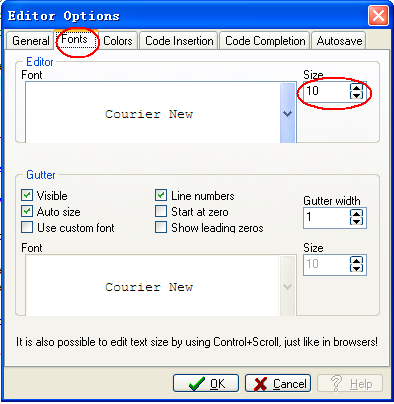 Editor Options
General Fonts Colors Code Insertion Code Completion Autosave
Editor
Font Size
Courier New 10
Gutter
Visible Line numbers Gutter width
Auto size Start at zero 1
Use custom font Show leading zeros
Font Size
Courier New 10
It is also possible to edit text size by using Control+Scroll, just like in browsers!
OK Cancel ? Help